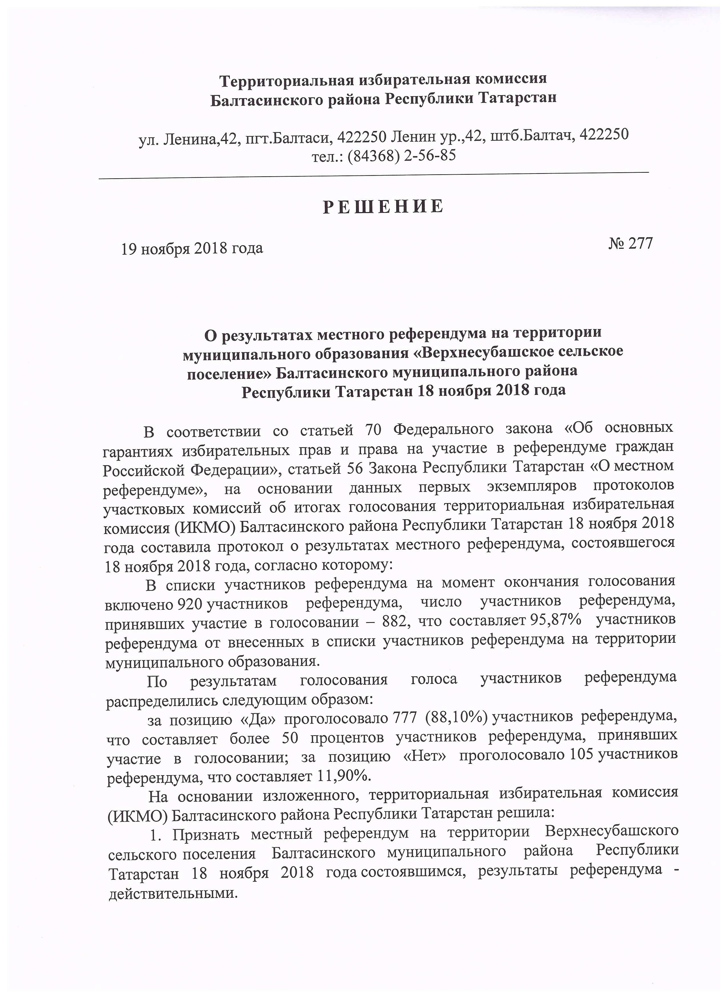 Территориальная избирательная комиссия
Балтасинского района Республики Татарстан
ул. Ленина,42, пгт.Балтаси, 422250 Ленин ур.,42, штб.Балтач, 422250
тел.: (84368) 2-56-85
Р Е Ш Е Н И Е
19 ноября 2018 года № 277
О результатах местного референдума на территории
муниципального образования «Верхнесубашское сельское
поселение» Балтасинского муниципального района
Республики Татарстан 18 ноября 2018 года
В соответствии со статьей 70 Федерального закона «Об основных
гарантиях избирательных прав и права на участие в референдуме граждан
Российской Федерации», статьей 56 Закона Республики Татарстан «О местном
референдуме», на основании данных первых экземпляров протоколов
участковых комиссий об итогах голосования территориальная избирательная
комиссия (ИКМО) Балтасинского района Республики Татарстан 18 ноября 2018
года составила протокол о результатах местного референдума, состоявшегося
18 ноября 2018 года, согласно которому:
В списки участников референдума на момент окончания голосования
включено 920 участников референдума, число участников референдума,
принявших участие в голосовании – 882, что составляет 95,87% участников
референдума от внесенных в списки участников референдума на территории
муниципального образования.
По результатам голосования голоса участников референдума
распределились следующим образом:
за позицию «Да» проголосовало 777 (88,10%) участников референдума,
что составляет более 50 процентов участников референдума, принявших
участие в голосовании; за позицию «Нет» проголосовало 105 участников
референдума, что составляет 11,90%.
На основании изложенного, территориальная избирательная комиссия
(ИКМО) Балтасинского района Республики Татарстан решила:
1. Признать местный референдум на территории Верхнесубашского
сельского поселения Балтасинского муниципального района Республики
Татарстан 18 ноября 2018 года состоявшимся, результаты референдума -
действительными.